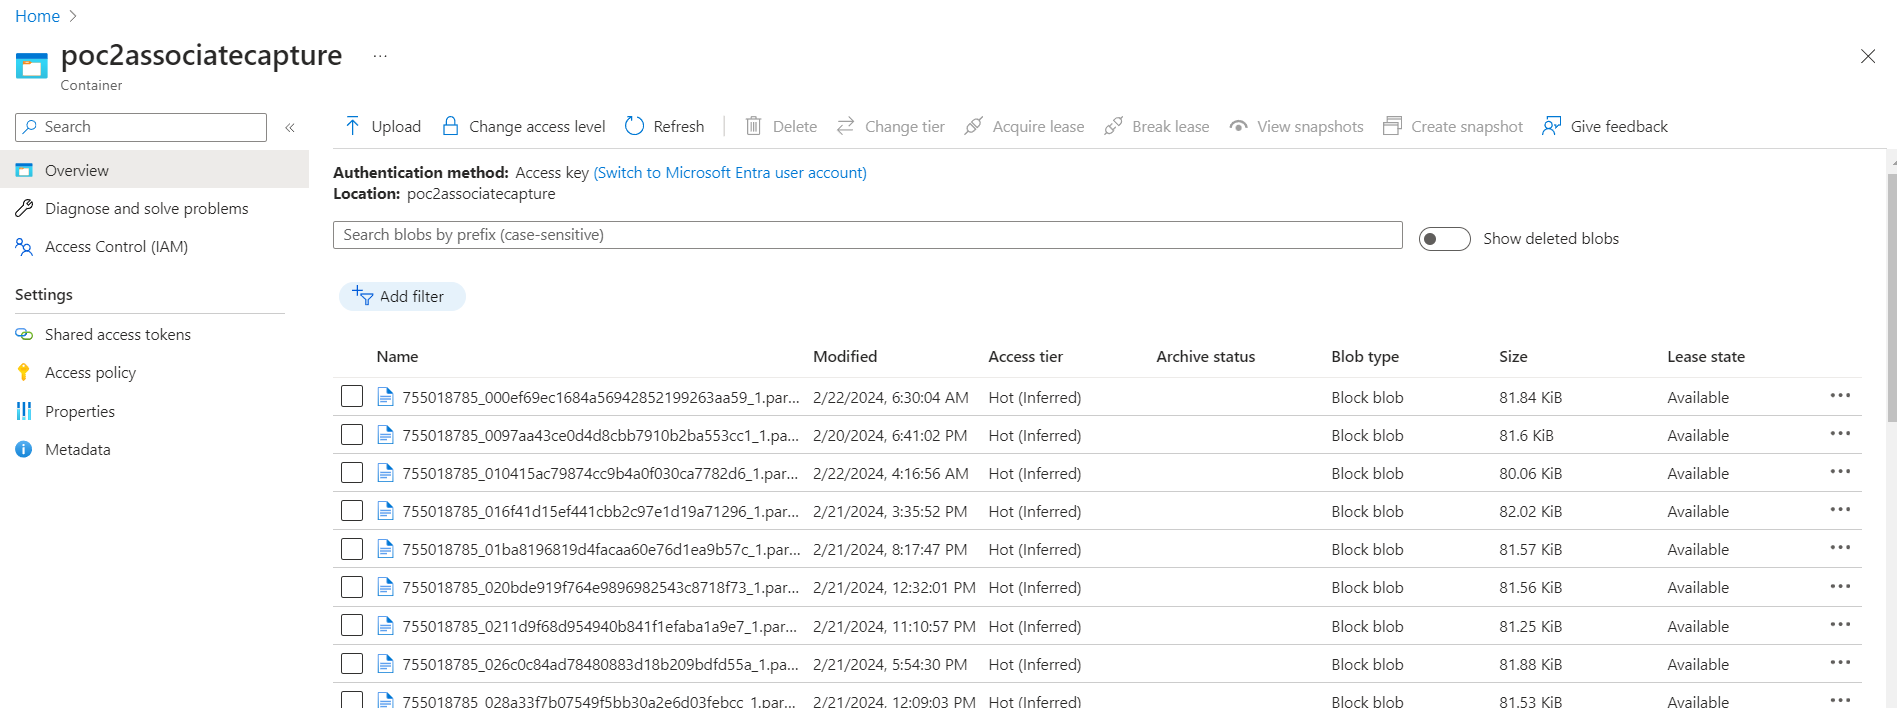 Home
poc2associatecapture ...
Container
Search
Upload Change access level Refresh Delete Change tier Acquire lease Break lease View snapshots Create snapshot Give feedback
Overview
Diagnose and solve problems
Access Control (IAM)
Settings
Shared access tokens
Access policy
Properties
Metadata
Authentication method: Access key (Switch to Microsoft Entra user account)
Location: poc2associatecapture
Search blobs by prefix (case-sensitive)
Show deleted blobs
Add filter
Name Modified Access tier Archive status Blob type Size Lease state
755018785_000ef69ec1684a56942852199263aa59_1.par... 2/22/2024, 6:30:04 AM Hot (Inferred) Block blob 81.84 KiB Available
755018785_0097aa43ce0d4d8cbb7910b2ba553cc1_1.pa... 2/20/2024, 6:41:02 PM Hot (Inferred) Block blob 81.6 KiB Available
755018785_010415ac79874cc9b4a0f030ca7782d6_1.par... 2/22/2024, 4:16:56 AM Hot (Inferred) Block blob 80.06 KiB Available
755018785_016f41d15ef441cbb2c97e1d19a71296_1.par... 2/21/2024, 3:35:52 PM Hot (Inferred) Block blob 82.02 KiB Available
755018785_01ba8196819d4facaa60e76d1ea9b57c_1.par... 2/21/2024, 8:17:47 PM Hot (Inferred) Block blob 81.57 KiB Available
755018785_020bde919f764e9896982543c8718f73_1.par... 2/21/2024, 12:32:01 PM Hot (Inferred) Block blob 81.56 KiB Available
755018785_0211d9f68d954940b841f1efaba1a9e7_1.par... 2/21/2024, 11:10:57 PM Hot (Inferred) Block blob 81.25 KiB Available
755018785_026c0c84ad78480883d18b209bdfd55a_1.pa... 2/21/2024, 5:54:30 PM Hot (Inferred) Block blob 81.88 KiB Available
755018785_028a33f7b07549f5bb30a2e6d03febcc_1.par... 2/21/2024, 12:09:03 PM Hot (Inferred) Block blob 81.53 KiB Available